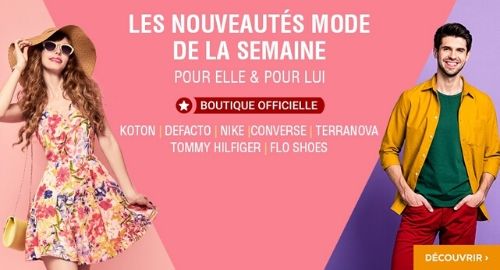 LES NOUVEAUTÉS MODE
DE LA SEMAINE
POUR ELLE & POUR LUI
BOUTIQUE OFFICIELLE
KOTON | DEFACTO | NIKE |CONVERSE | TERRANOVA
TOMMY HILFIGER | FLO SHOES
DÉCOUVRIR ›